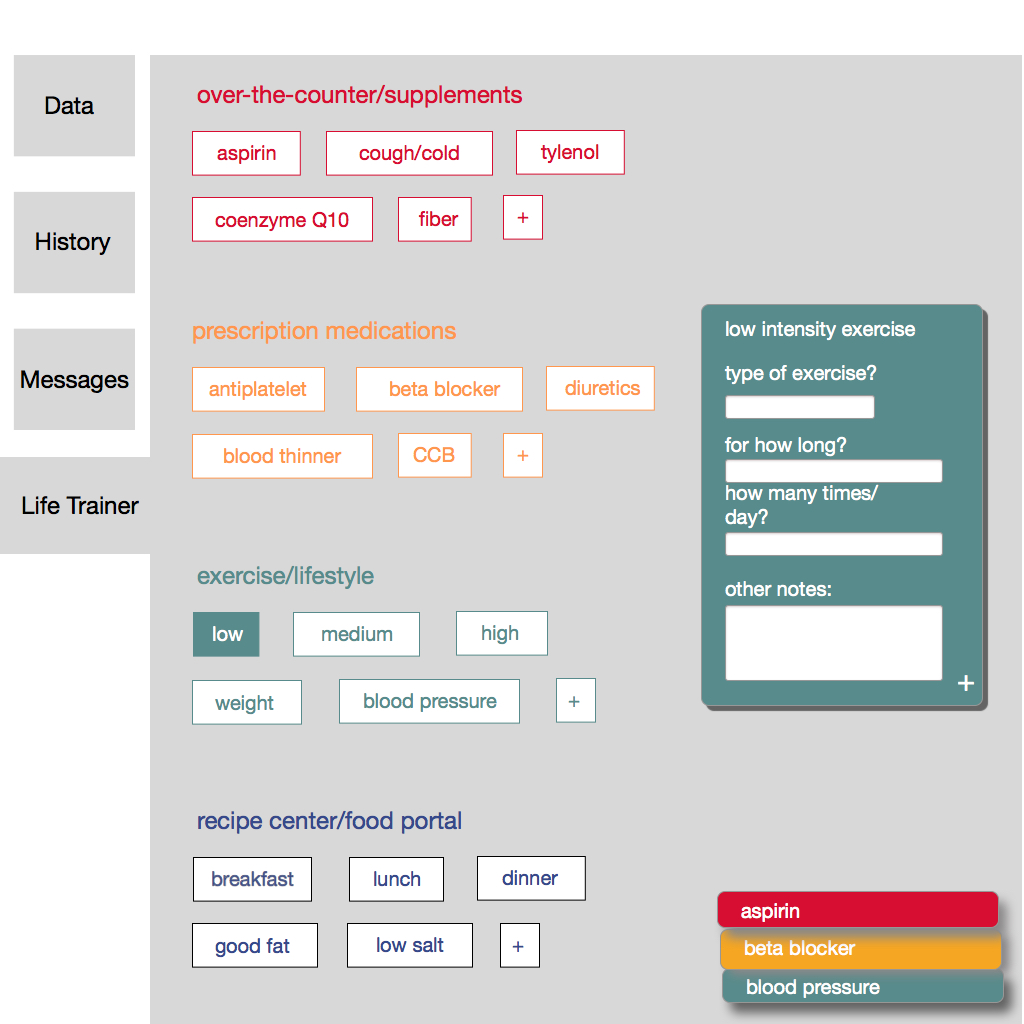 Data
History
Messages
Life Trainer
over-the-counter/supplements
aspirin
cough/cold
tylenol
coenzyme Q10
fiber
+
prescription medications
antiplatelet
beta blocker
diuretics
blood thinner
CCB
+
exercise/lifestyle
low
medium
high
weight
blood pressure
+
recipe center/food portal
breakfast
lunch
dinner
good fat
low salt
+
low intensity exercise
type of exercise?
for how long?
how many times/
day?
other notes:
+
aspirin
beta blocker
blood pressure